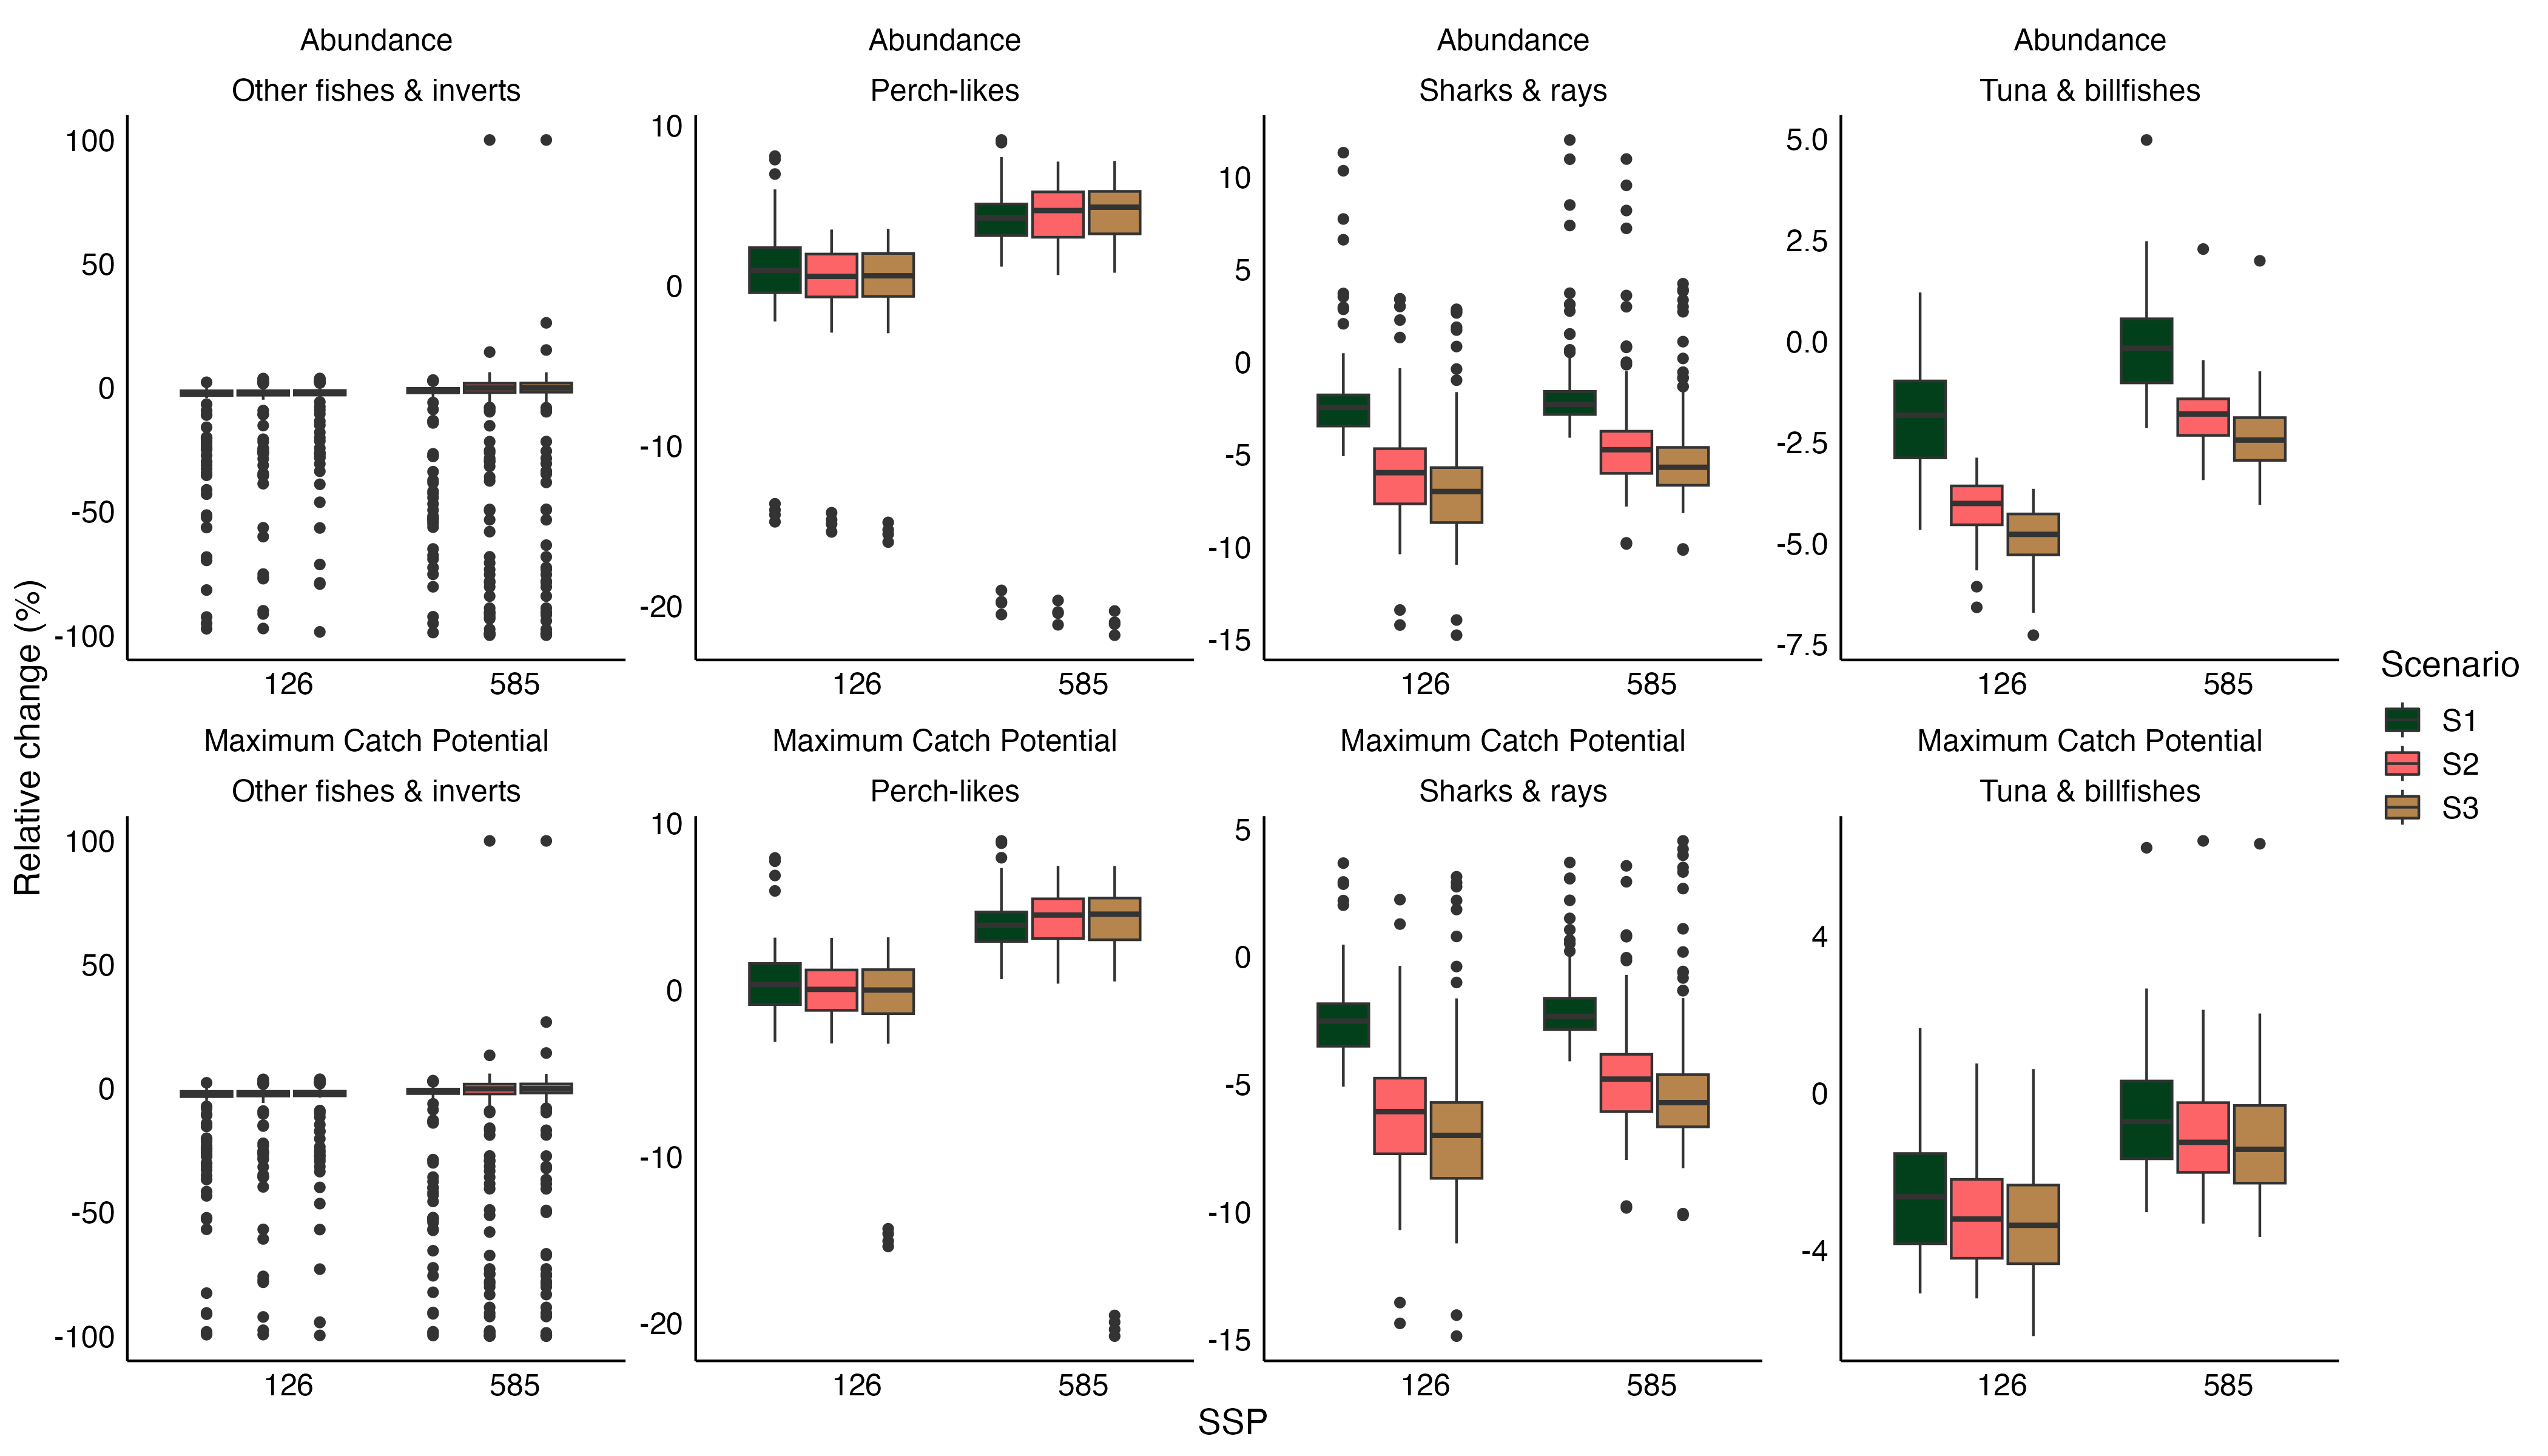 Abundance
Other fishes & inverts
100
50
0
-50
-100
126
585
Abundance
Perch-likes
10
0
-10
-20
126
585
Abundance
Sharks & rays
10
5
0
-5
-10
-15
126
585
Abundance
Tuna & billfishes
5.0
2.5
0.0
-2.5
-5.0
-7.5
126
585
Relative change (%)
Maximum Catch Potential
Other fishes & inverts
100
50
0
-50
-100
126
585
Maximum Catch Potential
Perch-likes
10
0
-10
-20
126
585
Maximum Catch Potential
Sharks & rays
5
0
-5
-10
-15
126
585
Maximum Catch Potential
Tuna & billfishes
4
0
-4
126
585
SSP
Scenario
S1
S2
S3